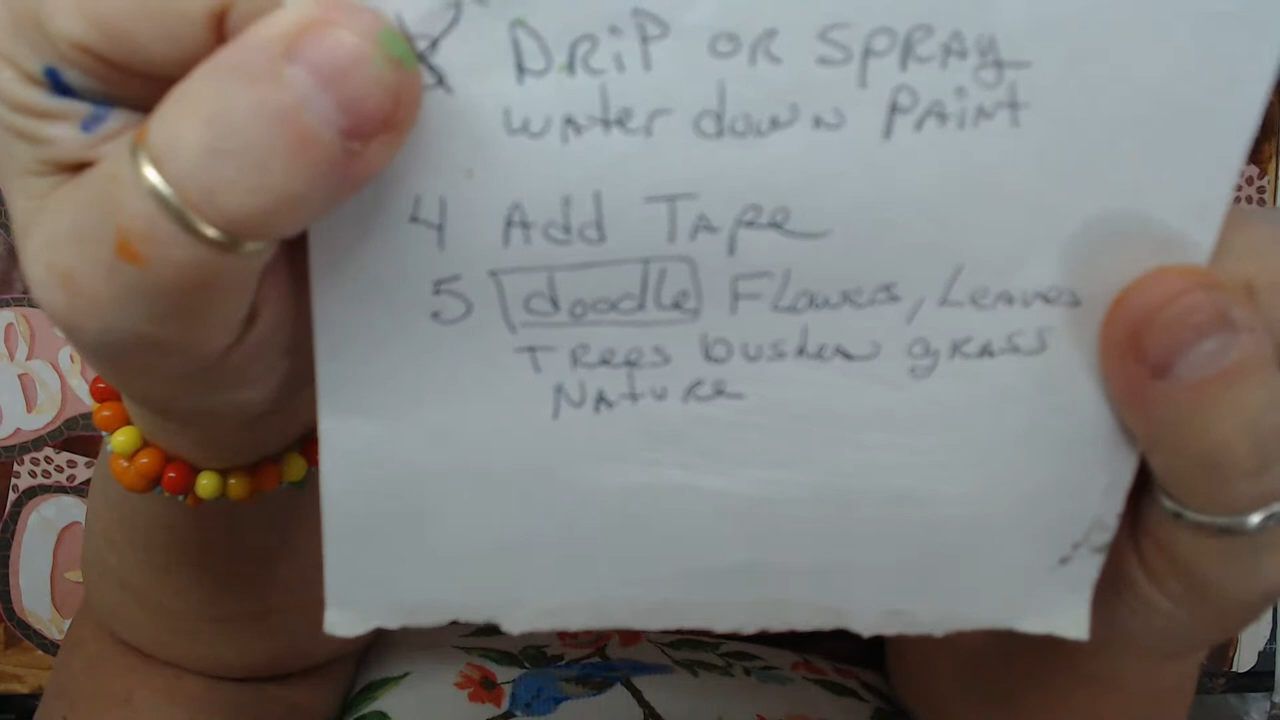 DRiP OR SPRAY
water down PAINT
4 Add TAPE
5 doodle Flowers, Leaves
TREES bushes gRASS
NATURE